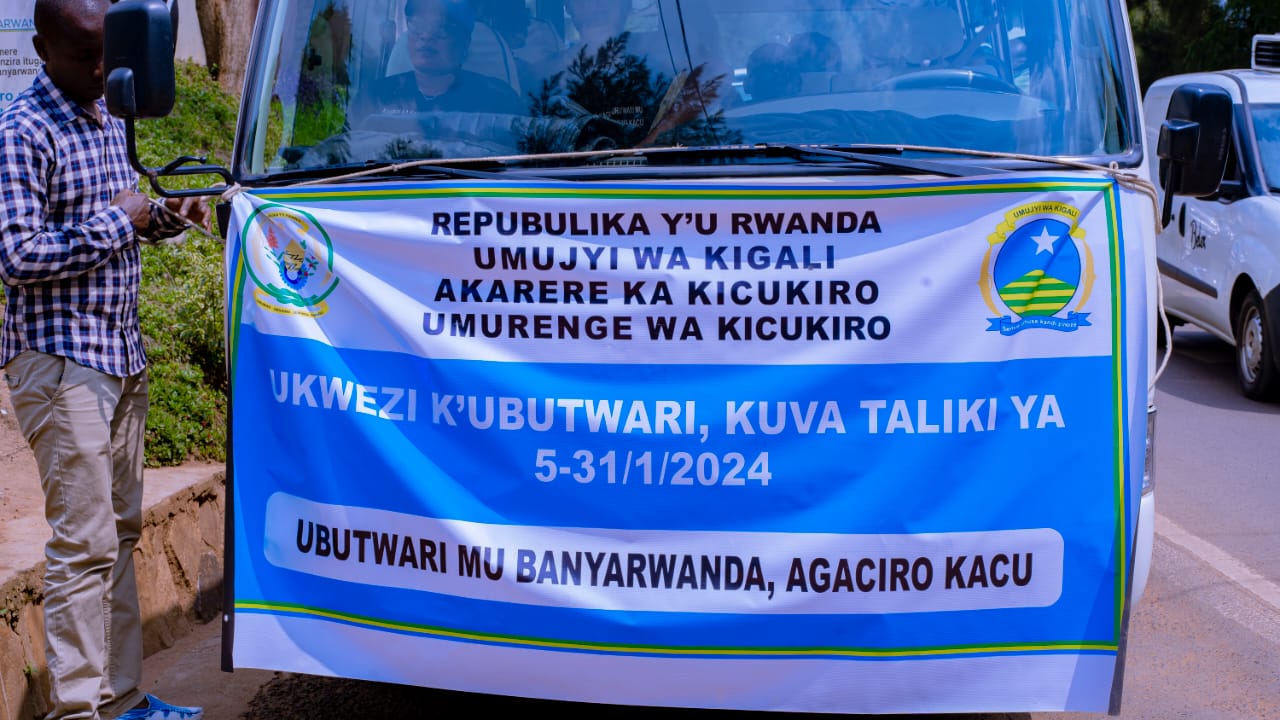 REPUBULIKA Y'U RWANDA
UMUJYI WA KIGALI
AKARERE KA KICUKIRO
UMURENGE WA KICUKIRO
UMUJYI WA KIGALI
UKWEZI K'UBUTWARI, KUVA TALIKI YA
5-31/1/2024
UBUTWARI MU BANYARWANDA, AGACIRO KACU